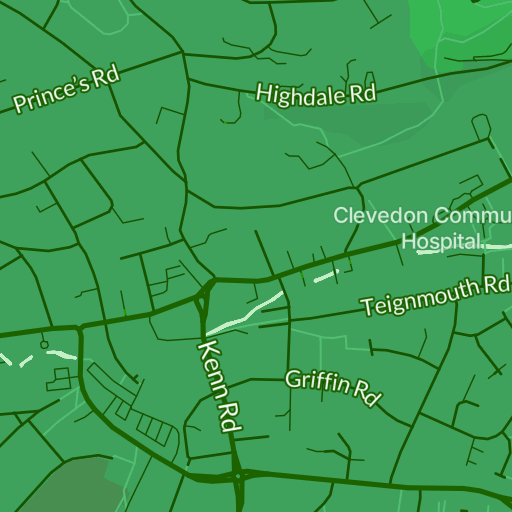 Prince's Rd
Highdale Rd
Clevedon Commu
Hospital
Teignmouth Rd
Kenn Rd
Griffin Rd